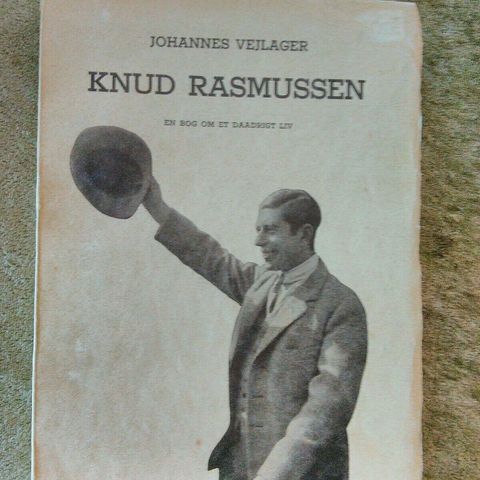 JOHANNES VEJLAGER
KNUD RASMUSSEN
EN BOG OM ET DAADRIGT LIV